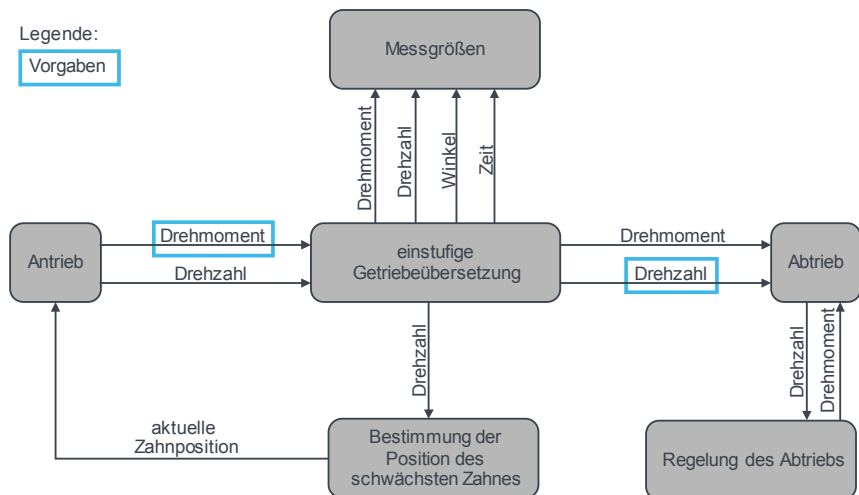 Legende:
Vorgaben
Messgrößen
Drehmoment
Drehzahl
Winkel
Zeit
Antrieb
Drehmoment
Drehzahl
einstufige
Getriebeübersetzung
Drehmoment
Drehzahl
Abtrieb
Drehzahl
Drehzahl
Drehmoment
aktuelle
Zahnposition
Bestimmung der
Position des
schwächsten Zahnes
Regelung des Abtriebs